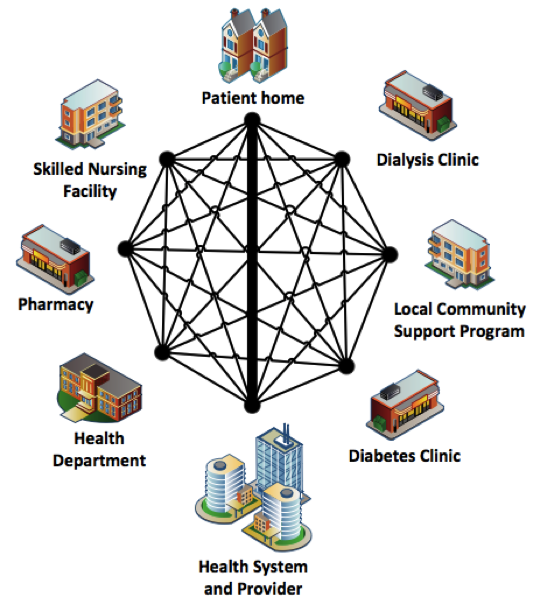 Patient home
Dialysis Clinic
Skilled Nursing
Facility
Pharmacy
Local Community
Support Program
Health
Department
Diabetes Clinic
Health System
and Provider